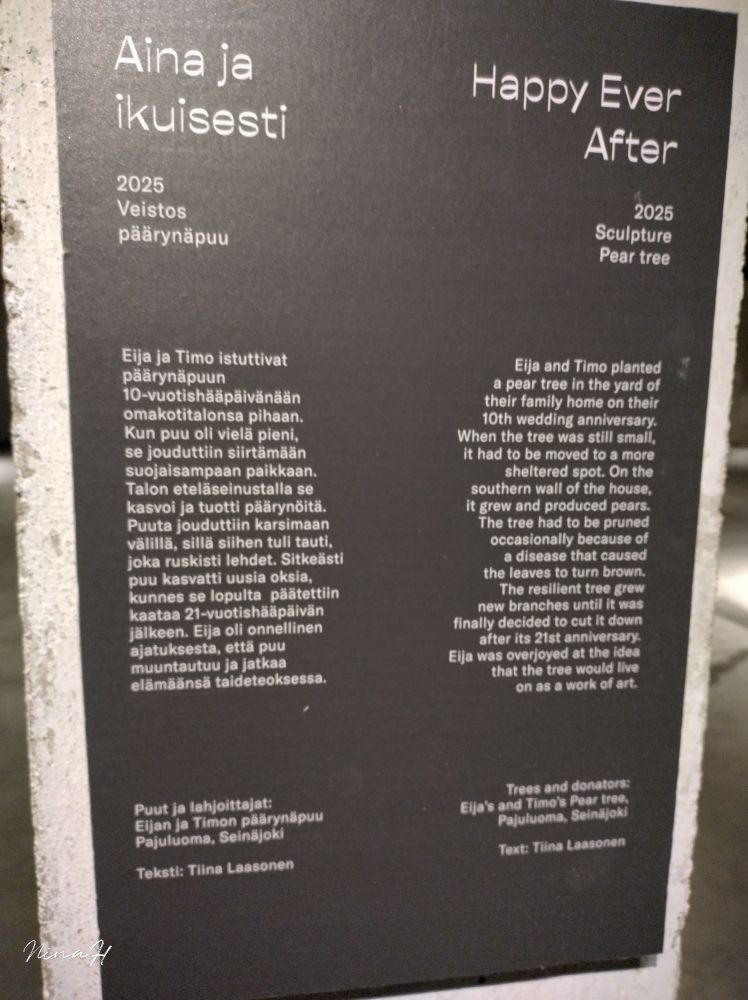 Aina ja
ikuisesti
2025
Veistos
päärynäpuu
Eija ja Timo istuttivat
päärynäpuun
10-vuotishääpäivänään
omakotitalonsa pihaan.
Kun puu oli vielä pieni,
se jouduttiin siirtämään
suojaisampaan paikkaan.
Talon eteläseinustalla se
kasvoi ja tuotti päärynöitä.
Puuta jouduttiin karsimaan
välillä, sillä siihen tuli tauti,
joka ruskisti lehdet. Sitkeästi
puu kasvatti uusia oksia,
kunnes se lopulta päätettiin
kaataa 21-vuotishääpäivän
jälkeen. Eija oli onnellinen
ajatuksesta, että puu
muuntautuu ja jatkaa
elämäänsä taideteoksessa.
Puut ja lahjoittajat:
Eijan ja Timon päärynäpuu
Pajuluoma, Seinäjoki
Teksti: Tiina Laasonen
Happy Ever
After
2025
Sculpture
Pear tree
Eija and Timo planted
a pear tree in the yard of
their family home on their
10th wedding anniversary.
When the tree was still small,
it had to be moved to a more
sheltered spot. On the
southern wall of the house,
it grew and produced pears.
The tree had to be pruned
occasionally because of
a disease that caused
the leaves to turn brown.
The resilient tree grew
new branches until it was
finally decided to cut it down
after its 21st anniversary.
Eija was overjoyed at the idea
that the tree would live
on as a work of art.
Trees and donators:
Eija's and Timo's Pear tree,
Pajuluoma, Seinäjoki
Text: Tiina Laasonen
NinaH